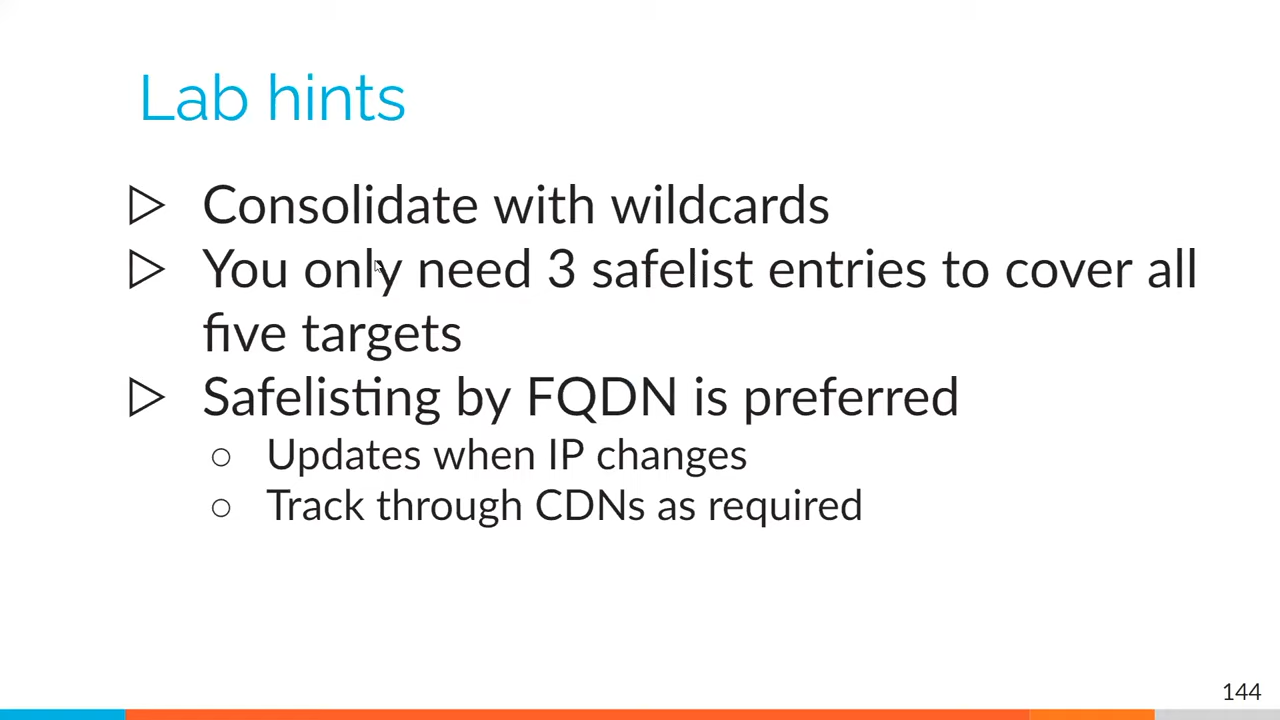 Lab hints
Consolidate with wildcards
You only need 3 safelist entries to cover all
five targets
Safelisting by FQDN is preferred
Updates when IP changes
Track through CDNs as required
144